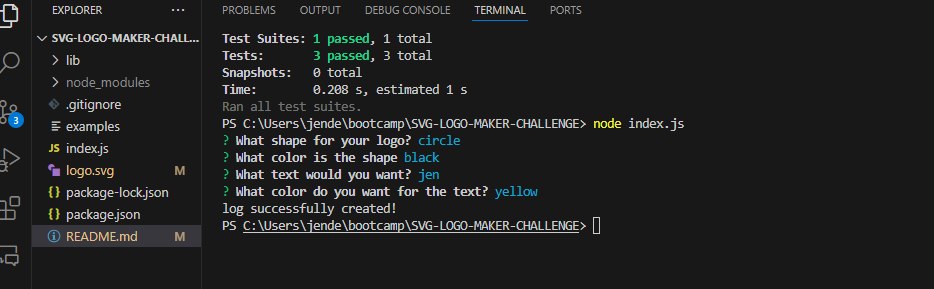 EXPLORER ...
SVG-LOGO-MAKER-CHALL...
lib
node_modules
.gitignore
examples
JS index.js
logo.svg M
{} package-lock.json
{} package.json
README.md M
3
PROBLEMS OUTPUT DEBUG CONSOLE TERMINAL PORTS
Test Suites: 1 passed, 1 total
Tests: 3 passed, 3 total
Snapshots: 0 total
Time: 0.208 s, estimated 1 s
Ran all test suites.
PS C:\Users\jende\bootcamp\SVG-LOGO-MAKER-CHALLENGE> node index.js
? What shape for your logo? circle
? What color is the shape black
? What text would you want? jen
? What color do you want for the text? yellow
log successfully created!
PS C:\Users\jende\bootcamp\SVG-LOGO-MAKER-CHALLENGE>